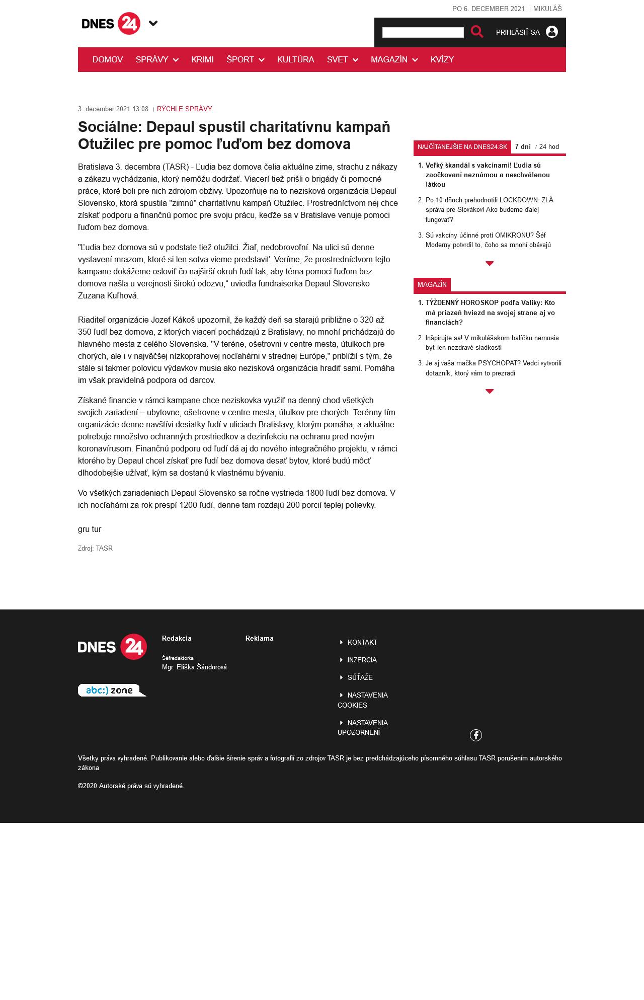 PO 6. DECEMBER 2021 | MIKULÁŠ
DNES 24
PRIHLÁSIŤ SA
DOMOV SPRÁVY KRIMI ŠPORT KULTÚRA SVET MAGAZÍN KVÍZY
3. december 2021 13:08 | RÝCHLE SPRÁVY
Sociálne: Depaul spustil charitatívnu kampaň
Otužilec pre pomoc ľuďom bez domova
Bratislava 3. decembra (TASR) - Ľudia bez domova čelia aktuálne zime, strachu z nákazy
a zákazu vychádzania, ktorý nemôžu dodržať. Viacerí tiež prišli o brigády či pomocné
práce, ktoré boli pre nich zdrojom obživy. Upozorňuje na to nezisková organizácia Depaul
Slovensko, ktorá spustila "zimnú" charitatívnu kampaň Otužilec. Prostredníctvom nej chce
získať podporu a finančnú pomoc pre svoju prácu, keďže sa v Bratislave venuje pomoci
ľuďom bez domova.
"Ľudia bez domova sú v podstate tiež otužilci. Žiaľ, nedobrovoľní. Na ulici sú denne
vystavení mrazom, ktoré si len sotva vieme predstaviť. Veríme, že prostredníctvom tejto
kampane dokážeme osloviť čo najširší okruh ľudí tak, aby téma pomoci ľuďom bez
domova našla u verejnosti širokú odozvu,“ uviedla fundraiserka Depaul Slovensko
Zuzana Kuľhová.
Riaditeľ organizácie Jozef Kákoš upozornil, že každý deň sa starajú približne o 320 až
350 ľudí bez domova, z ktorých viacerí pochádzajú z Bratislavy, no mnohí prichádzajú do
hlavného mesta z celého Slovenska. "V teréne, ošetrovni v centre mesta, útulkoch pre
chorých, ale i v najväčšej nízkoprahovej nocľahárni v strednej Európe," priblížil s tým, že
stále si takmer polovicu výdavkov musia ako nezisková organizácia hradiť sami. Pomáha
im však pravidelná podpora od darcov.
Získané financie v rámci kampane chce neziskovka využiť na denný chod všetkých
svojich zariadení – ubytovne, ošetrovne v centre mesta, útulkov pre chorých. Terénny tím
organizácie denne navštívi desiatky ľudí v uliciach Bratislavy, ktorým pomáha, a aktuálne
potrebuje množstvo ochranných prostriedkov a dezinfekciu na ochranu pred novým
koronavírusom. Finančnú podporu od ľudí dá aj do nového integračného projektu, v rámci
ktorého by Depaul chcel získať pre ľudí bez domova desať bytov, ktoré budú môcť
dlhodobejšie užívať, kým sa dostanú k vlastnému bývaniu.
Vo všetkých zariadeniach Depaul Slovensko sa ročne vystrieda 1800 ľudí bez domova. V
ich nocľahárni za rok prespí 1200 ľudí, denne tam rozdajú 200 porcií teplej polievky.
gru tur
Zdroj: TASR
NAJČÍTANEJŠIE NA DNES24.SK 7 dní / 24 hod
1. Veľký škandál s vakcínami! Ľudia sú
zaočkovaní neznámou a neschválenou
látkou
2. Po 10 dňoch prehodnotili LOCKDOWN: ZLÁ
správa pre Slovákov! Ako budeme ďalej
fungovať?
3. Sú vakcíny účinné proti OMIKRONU? Šéf
Moderny potvrdil to, čoho sa mnohí obávajú
MAGAZÍN
1. TÝŽDENNÝ HOROSKOP podľa Valiky: Kto
má priazeň hviezd na svojej strane aj vo
financiách?
2. Inšpirujte sa! V mikulášskom balíčku nemusia
byť len nezdravé sladkosti
3. Je aj vaša mačka PSYCHOPAT? Vedci vytvorili
dotazník, ktorý vám to prezradí
DNES 24
abc:) zone
Redakcia
Šéfredaktorka
Mgr. Eliška Šándorová
Reklama
KONTAKT
INZERCIA
SÚŤAŽE
NASTAVENIA
COOKIES
NASTAVENIA
UPOZORNENÍ
Všetky práva vyhradené. Publikovanie alebo ďalšie šírenie správ a fotografií zo zdrojov TASR je bez predchádzajúceho písomného súhlasu TASR porušením autorského
zákona
©2020 Autorské práva sú vyhradené.